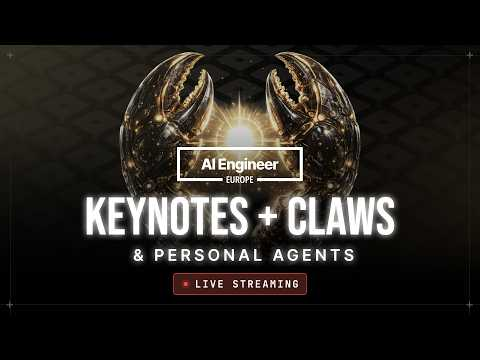 AI Engineer
EUROPE
KEYNOTES + CLAWS
& PERSONAL AGENTS
LIVE STREAMING